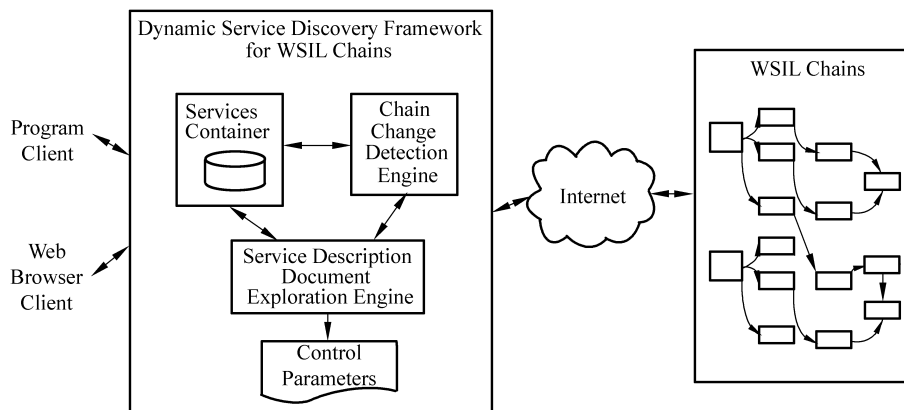 Dynamic Service Discovery Framework
for WSIL Chains
Program
Client
Web
Browser
Client
Services
Container
Chain
Change
Detection
Engine
Service Description
Document
Exploration Engine
Control
Parameters
Internet
WSIL Chains